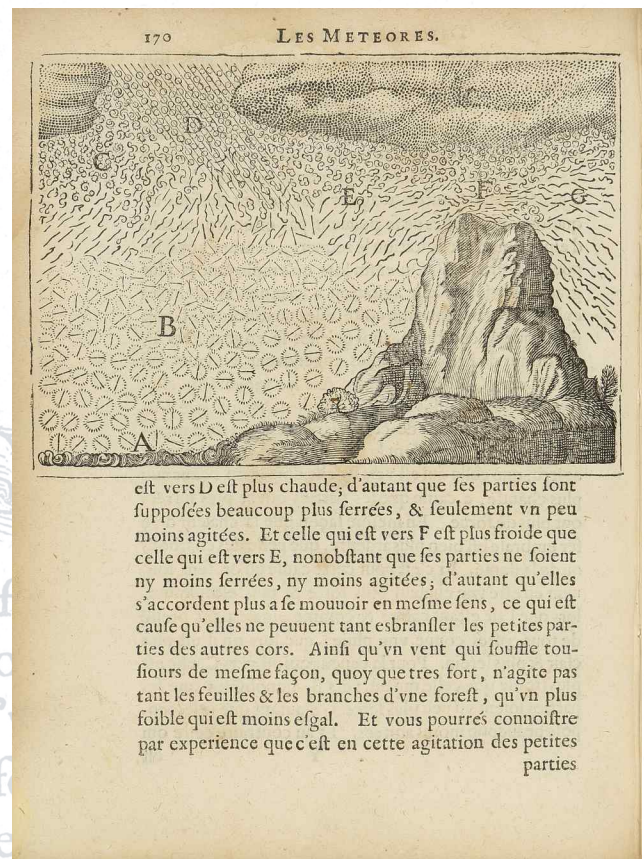 170 LES METEORES.
D
C
E F G
B
A
eſt vers D eſt plus chaude; d'autant que ſes parties ſont
ſuppoſées beaucoup plus ſerrées, & ſeulement vn peu
moins agitées. Et celle qui eſt vers F eſt plus froide que
celle qui eſt vers E, nonobſtant que ſes parties ne ſoient
ny moins ſerrées, ny moins agitées; d'autant qu'elles
s'accordent plus a ſe mouuoir en meſme ſens, ce qui eſt
cauſe qu'elles ne peuuent tant esbranſler les petites par-
ties des autres cors. Ainſi qu'vn vent qui ſouffle tou-
ſiours de meſme façon, quoy que tres fort, n'agite pas
tant les feuilles & les branches d'vne foreſt, qu'vn plus
foible qui eſt moins eſgal. Et vous pourrés connoiſtre
par experience que c'eſt en cette agitation des petites
parties